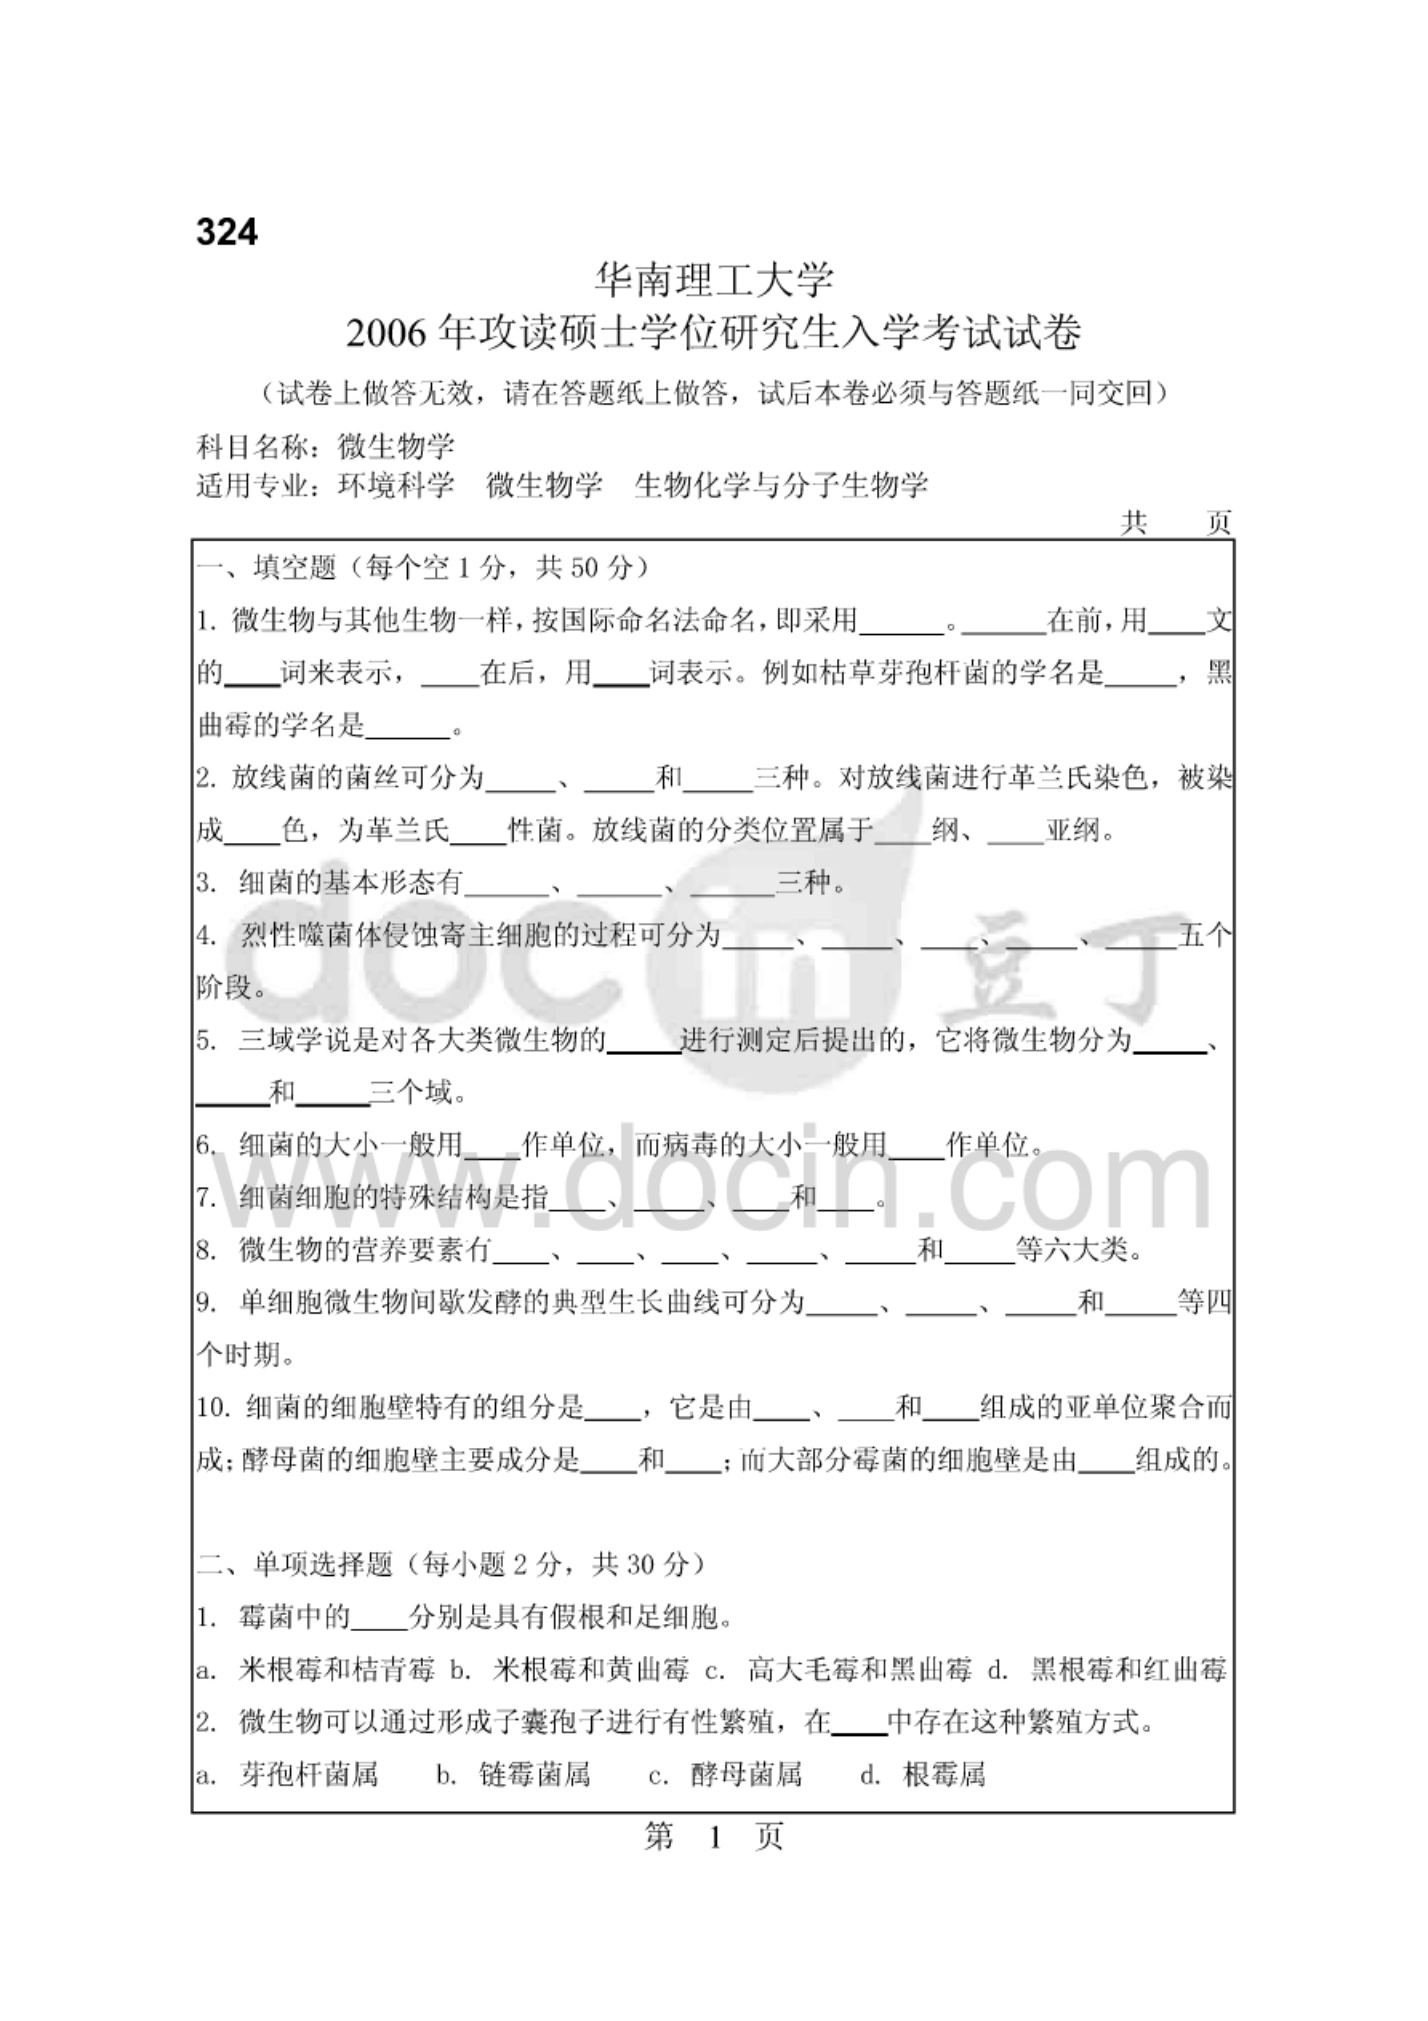 324
华南理工大学
2006 年攻读硕士学位研究生入学考试试卷
（试卷上做答无效，请在答题纸上做答，试后本卷必须与答题纸一同交回）
科目名称：微生物学
适用专业：环境科学 微生物学 生物化学与分子生物学
共 页
一、填空题（每个空 1 分，共 50 分）
1. 微生物与其他生物一样，按国际命名法命名，即采用______。______在前，用____文
的____词来表示，____在后，用____词表示。例如枯草芽孢杆菌的学名是_____，黑
曲霉的学名是______。
2. 放线菌的菌丝可分为_____、_____和_____三种。对放线菌进行革兰氏染色，被染
成____色，为革兰氏____性菌。放线菌的分类位置属于____纲、____亚纲。
3. 细菌的基本形态有______、______、______三种。
4. 烈性噬菌体侵蚀寄主细胞的过程可分为_____、_____、____、_____、_____五个
阶段。
5. 三域学说是对各大类微生物的_____进行测定后提出的，它将微生物分为_____、
_____和_____三个域。
6. 细菌的大小一般用____作单位，而病毒的大小一般用____作单位。
7. 细菌细胞的特殊结构是指____、_____、____和____。
8. 微生物的营养要素有____、____、____、_____、_____和_____等六大类。
9. 单细胞微生物间歇发酵的典型生长曲线可分为_____、_____、_____和_____等四
个时期。
10. 细菌的细胞壁特有的组分是____，它是由____、____和____组成的亚单位聚合而
成；酵母菌的细胞壁主要成分是____和____；而大部分霉菌的细胞壁是由____组成的。
二、单项选择题（每小题 2 分，共 30 分）
1. 霉菌中的____分别是具有假根和足细胞。
a. 米根霉和桔青霉 b. 米根霉和黄曲霉 c. 高大毛霉和黑曲霉 d. 黑根霉和红曲霉
2. 微生物可以通过形成子囊孢子进行有性繁殖，在____中存在这种繁殖方式。
a. 芽孢杆菌属 b. 链霉菌属 c. 酵母菌属 d. 根霉属
第 1 页
docin 豆丁
www.docin.com